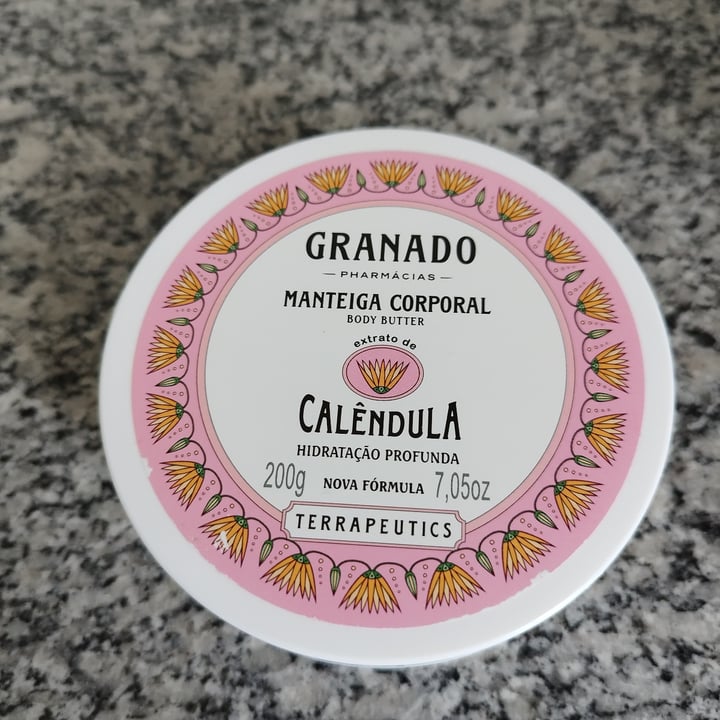 GRANADO
PHARMÁCIAS
MANTEIGA CORPORAL
BODY BUTTER
extrato de
CALÊNDULA
HIDRATAÇÃO PROFUNDA
200g NOVA FÓRMULA 7,05oz
TERRAPEUTICS